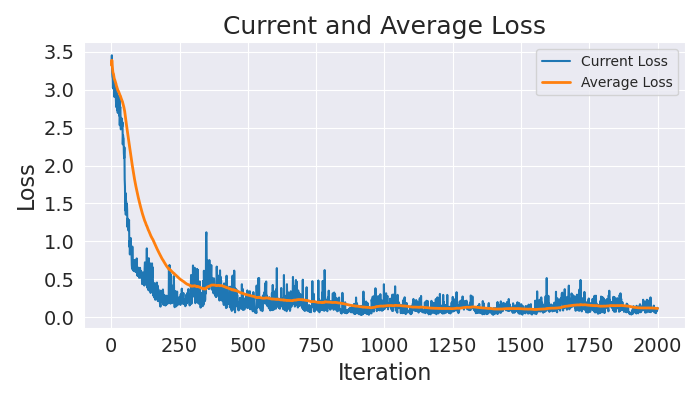 Current and Average Loss
3.5
3.0
2.5
2.0
1.5
1.0
0.5
0.0
Loss
Current Loss
Average Loss
0 250 500 750 1000 1250 1500 1750 2000
Iteration